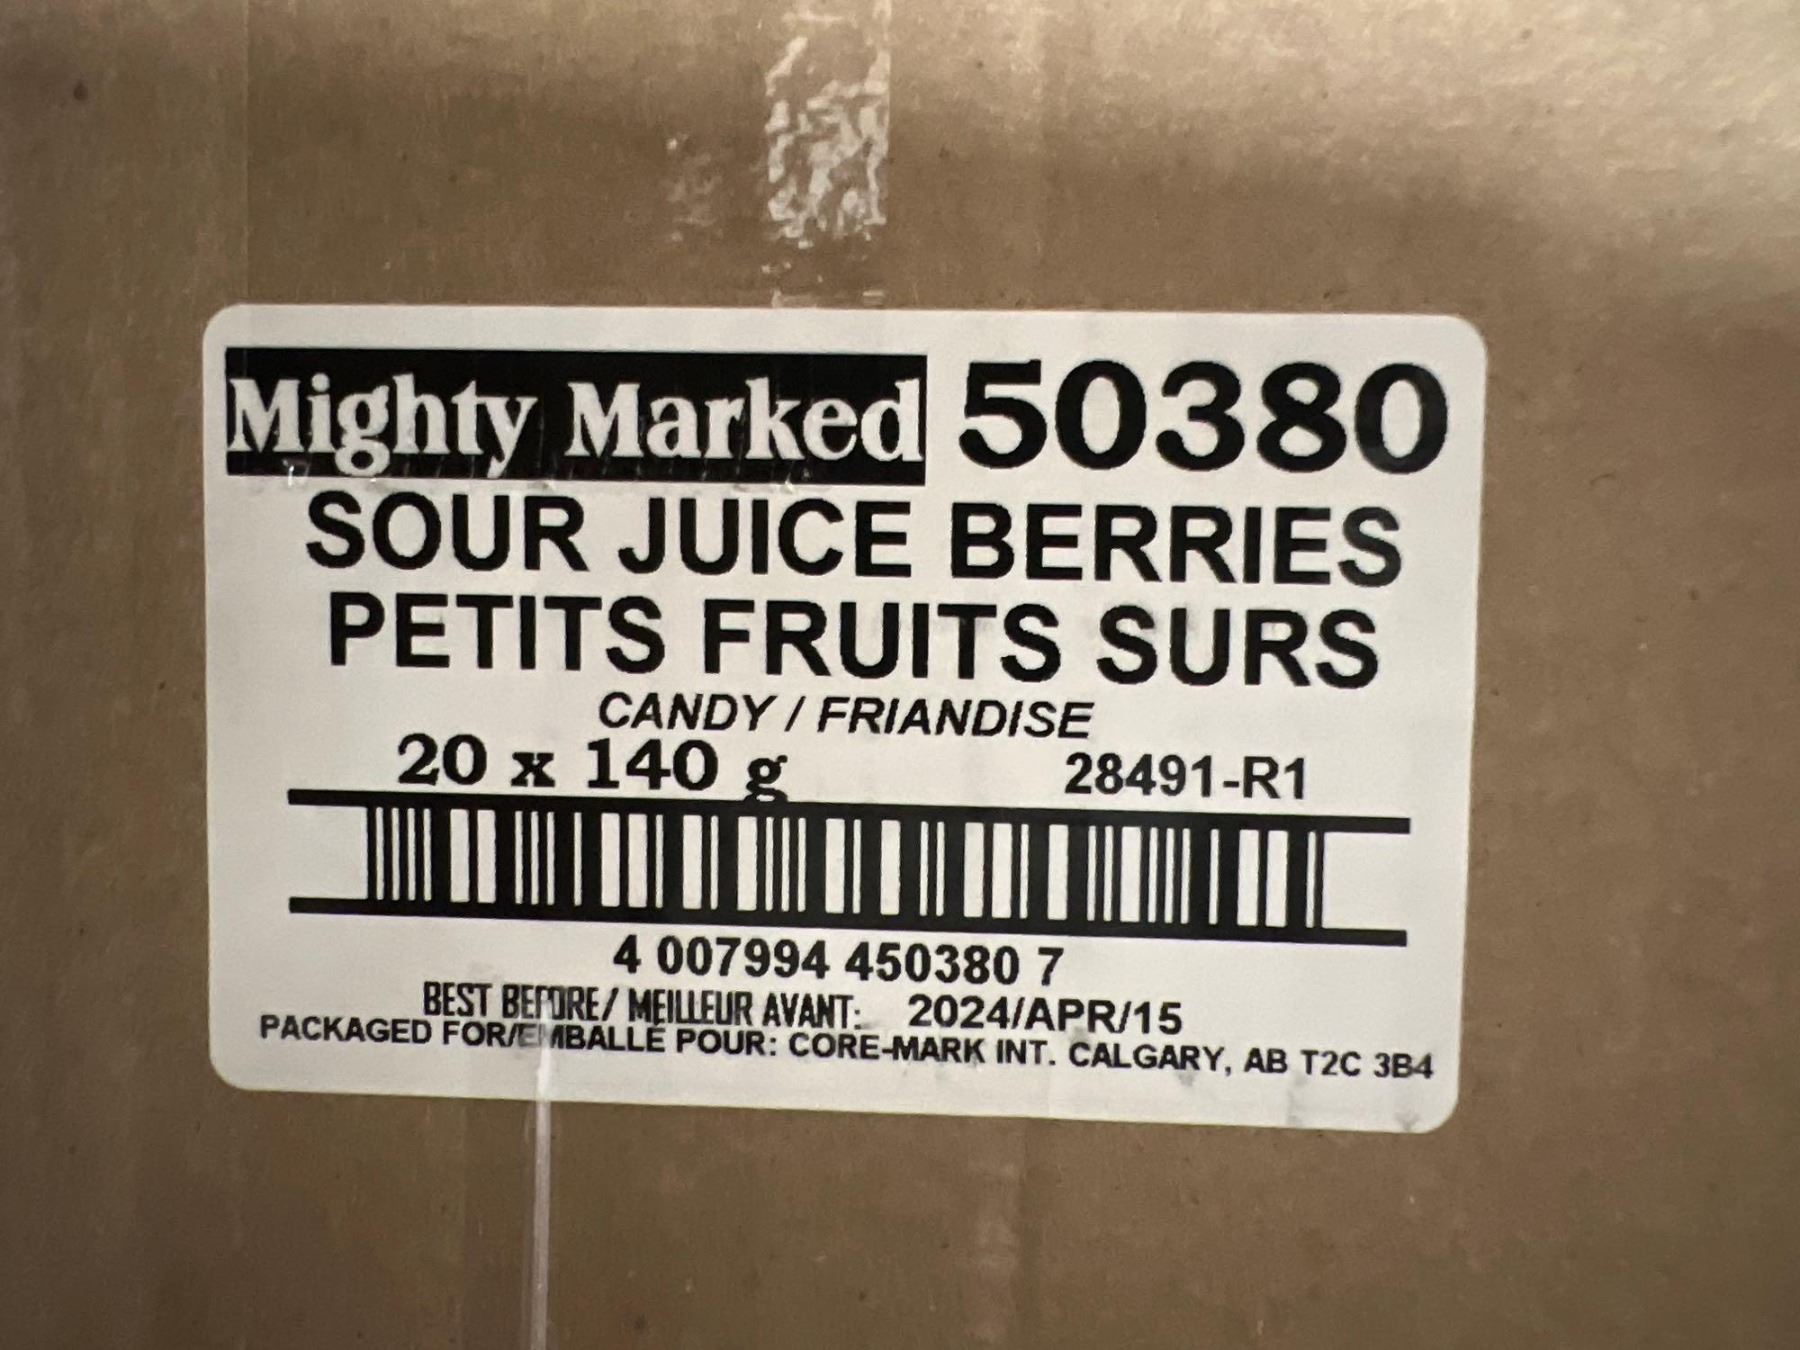 Mighty Marked 50380
SOUR JUICE BERRIES
PETITS FRUITS SURS
CANDY / FRIANDISE
20 x 140 g 28491-R1
4 007994 450380 7
BEST BEFORE/ MEILLEUR AVANT: 2024/APR/15
PACKAGED FOR/EMBALLÉ POUR: CORE-MARK INT. CALGARY, AB T2C 3B4